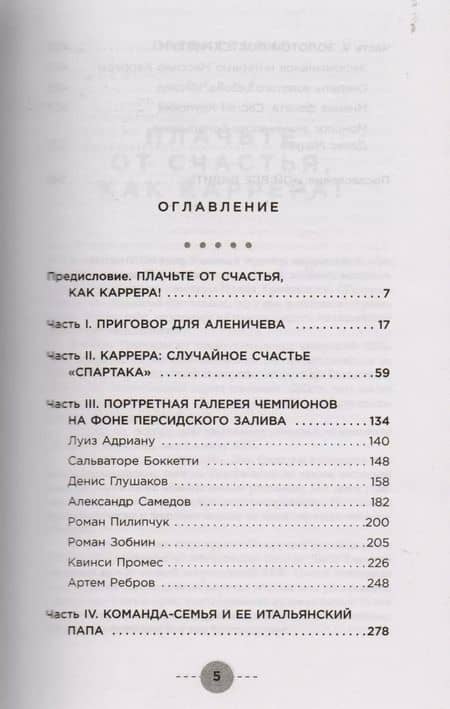 ОГЛАВЛЕНИЕ
Предисловие. ПЛАЧЬТЕ ОТ СЧАСТЬЯ,
КАК КАРРЕРА! 7
Часть I. ПРИГОВОР ДЛЯ АЛЕНИЧЕВА 17
Часть II. КАРРЕРА: СЛУЧАЙНОЕ СЧАСТЬЕ
«СПАРТАКА» 59
Часть III. ПОРТРЕТНАЯ ГАЛЕРЕЯ ЧЕМПИОНОВ
НА ФОНЕ ПЕРСИДСКОГО ЗАЛИВА 134
Луиз Адриану 140
Сальваторе Боккетти 148
Денис Глушаков 158
Александр Самедов 182
Роман Пилипчук 200
Роман Зобнин 205
Квинси Промес 226
Артем Ребров 248
Часть IV. КОМАНДА-СЕМЬЯ И ЕЕ ИТАЛЬЯНСКИЙ
ПАПА 278
5